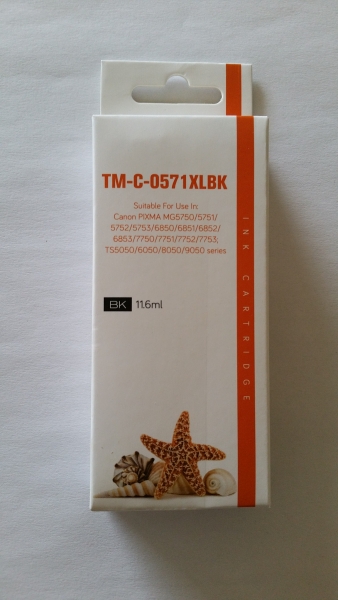 TM-C-0571XLBK
Suitable For Use In:
Canon PIXMA MG5750/5751/
5752/5753/6850/6851/6852/
6853/7750/7751/7752/7753;
TS5050/6050/8050/9050 series
BK 11.6ml
INK CARTRIDGE